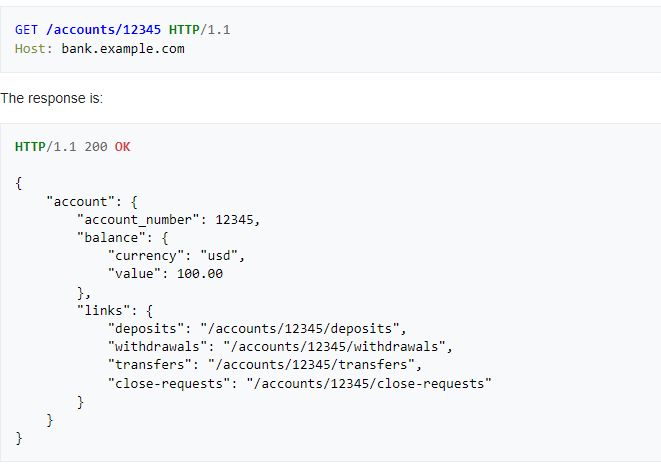 GET /accounts/12345 HTTP/1.1
Host: bank.example.com
The response is:
HTTP/1.1 200 OK
{
    "account": {
        "account_number": 12345,
        "balance": {
            "currency": "usd",
            "value": 100.00
        },
        "links": {
            "deposits": "/accounts/12345/deposits",
            "withdrawals": "/accounts/12345/withdrawals",
            "transfers": "/accounts/12345/transfers",
            "close-requests": "/accounts/12345/close-requests"
        }
    }
}